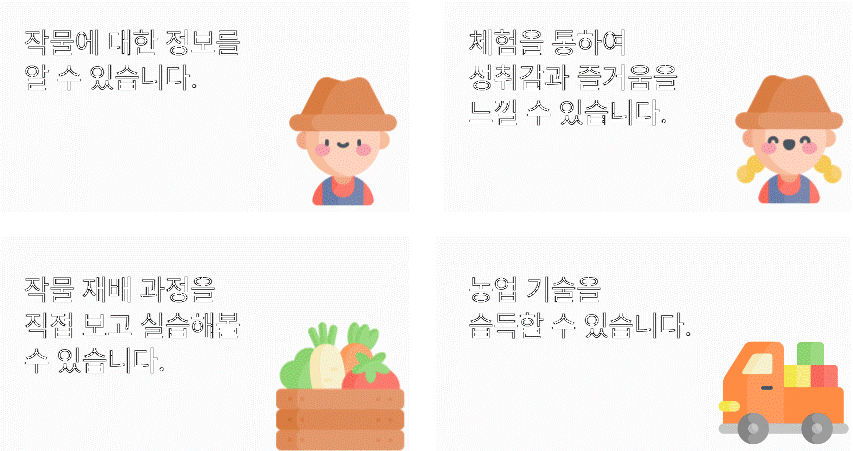 작물에 대한 정보를
알 수 있습니다.
체험을 통하여
성취감과 즐거움을
느낄 수 있습니다.
작물 재배 과정을
직접 보고 실습해볼
수 있습니다.
농업 기술을
습득한 수 있습니다.